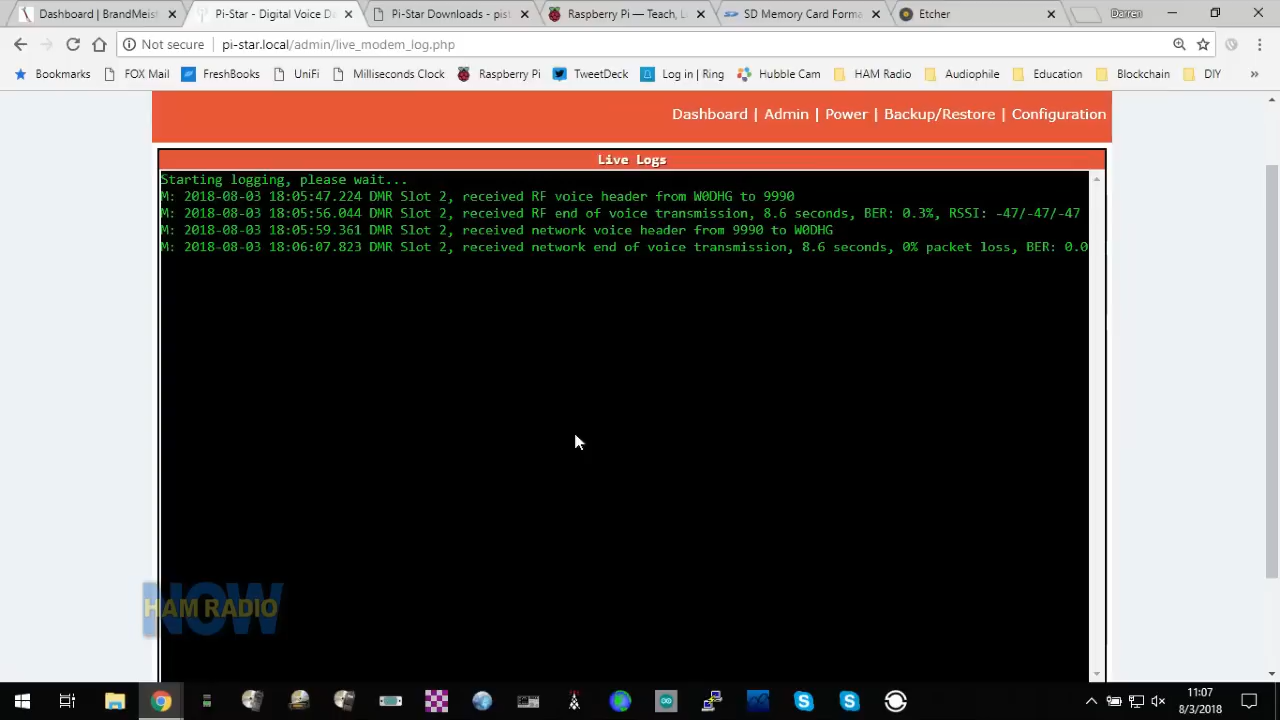 Dashboard | BrandMeist
Pi-Star - Digital Voice Da
Pi-Star Downloads - pist
Raspberry Pi — Teach, Le
SD Memory Card Forma
Etcher
Darren
Not secure
pi-star.local/admin/live_modem_log.php
Bookmarks
FOX Mail
FreshBooks
UniFi
Milliseconds Clock
Raspberry Pi
TweetDeck
Log in | Ring
Hubble Cam
HAM Radio
Audiophile
Education
Blockchain
DIY
»
Dashboard | Admin | Power | Backup/Restore | Configuration
Live Logs
Starting logging, please wait...
M: 2018-08-03 18:05:47.224 DMR Slot 2, received RF voice header from W0DHG to 9990
M: 2018-08-03 18:05:56.044 DMR Slot 2, received RF end of voice transmission, 8.6 seconds, BER: 0.3%, RSSI: -47/-47/-47
M: 2018-08-03 18:05:59.361 DMR Slot 2, received network voice header from 9990 to W0DHG
M: 2018-08-03 18:06:07.823 DMR Slot 2, received network end of voice transmission, 8.6 seconds, 0% packet loss, BER: 0.0
NOW
HAM RADIO
11:07
8/3/2018